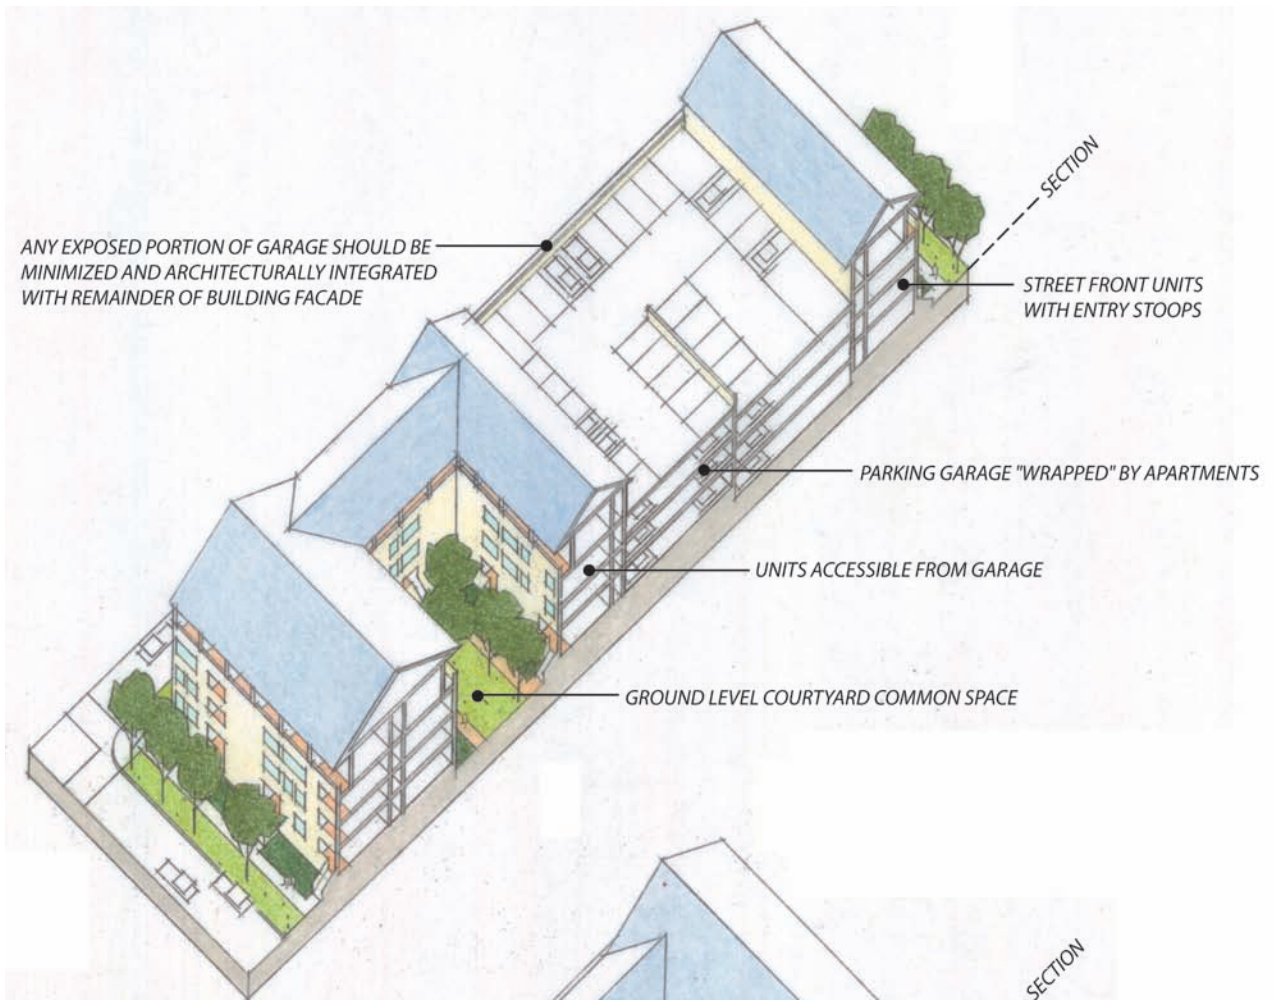 SECTION
ANY EXPOSED PORTION OF GARAGE SHOULD BE
MINIMIZED AND ARCHITECTURALLY INTEGRATED
WITH REMAINDER OF BUILDING FACADE
STREET FRONT UNITS
WITH ENTRY STOOPS
PARKING GARAGE "WRAPPED" BY APARTMENTS
UNITS ACCESSIBLE FROM GARAGE
GROUND LEVEL COURTYARD COMMON SPACE
SECTION